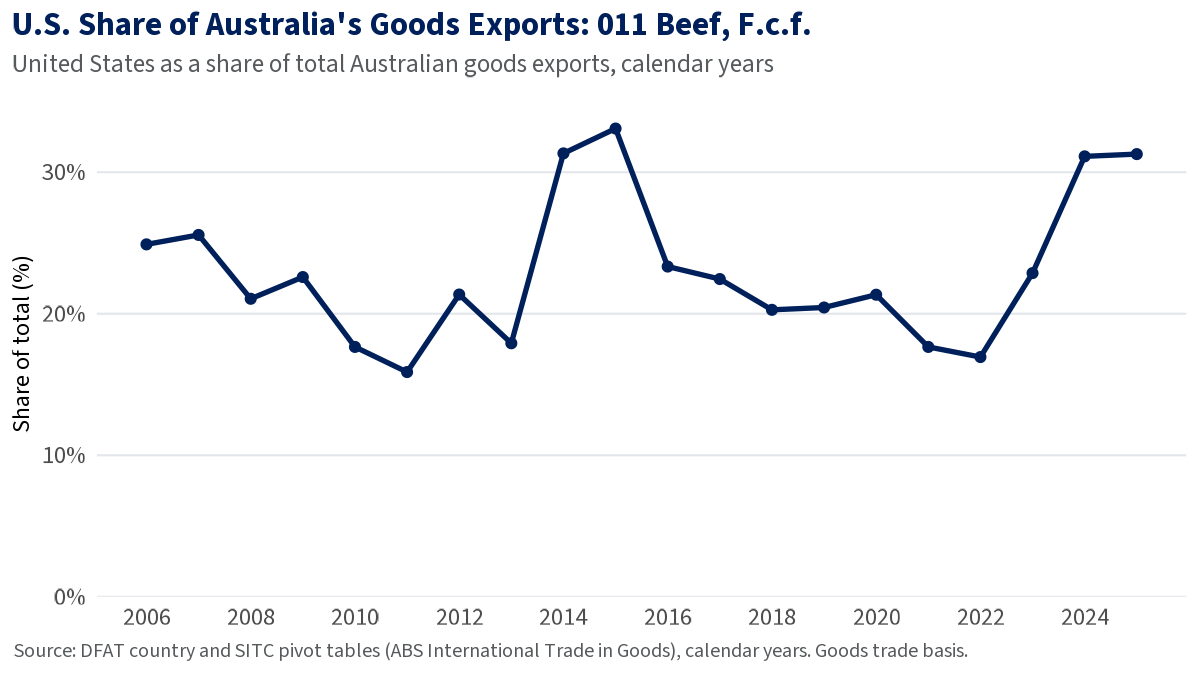 U.S. Share of Australia's Goods Exports: 011 Beef, F.c.f.
United States as a share of total Australian goods exports, calendar years
Share of total (%)
30%
20%
10%
0%
2006 2008 2010 2012 2014 2016 2018 2020 2022 2024
Source: DFAT country and SITC pivot tables (ABS International Trade in Goods), calendar years. Goods trade basis.